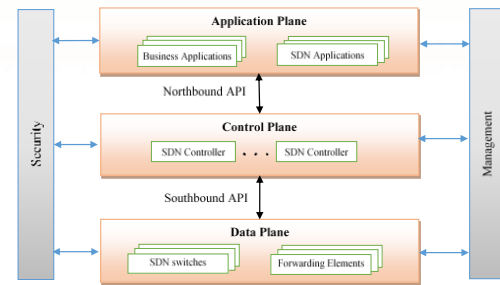 Application Plane
Business Applications
SDN Applications
Northbound API
Security
Management
Control Plane
SDN Controller . . . SDN Controller
Southbound API
Data Plane
SDN switches
Forwarding Elements